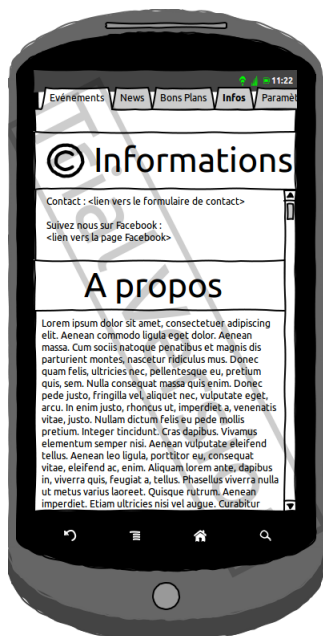 11:22
Evénements News Bons Plans Infos Paramèt
© Informations
Contact : <lien vers le formulaire de contact>
Suivez nous sur Facebook :
<lien vers la page Facebook>
A propos
Lorem ipsum dolor sit amet, consectetuer adipiscing
elit. Aenean commodo ligula eget dolor. Aenean
massa. Cum sociis natoque penatibus et magnis dis
parturient montes, nascetur ridiculus mus. Donec
quam felis, ultricies nec, pellentesque eu, pretium
quis, sem. Nulla consequat massa quis enim. Donec
pede justo, fringilla vel, aliquet nec, vulputate eget,
arcu. In enim justo, rhoncus ut, imperdiet a, venenatis
vitae, justo. Nullam dictum felis eu pede mollis
pretium. Integer tincidunt. Cras dapibus. Vivamus
elementum semper nisi. Aenean vulputate eleifend
tellus. Aenean leo ligula, porttitor eu, consequat
vitae, eleifend ac, enim. Aliquam lorem ante, dapibus
in, viverra quis, feugiat a, tellus. Phasellus viverra nulla
ut metus varius laoreet. Quisque rutrum. Aenean
imperdiet. Etiam ultricies nisi vel augue. Curabitur
Trial Version